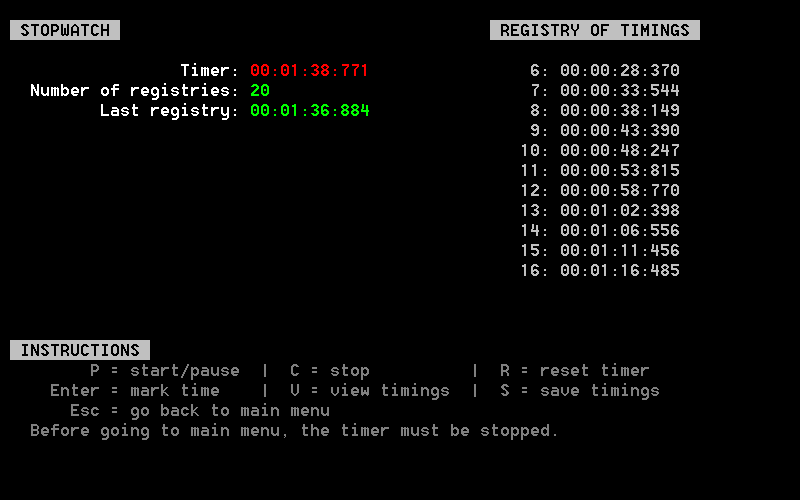 STOPWATCH
Timer: 00:01:38:771
Number of registries: 20
Last registry: 00:01:36:884
REGISTRY OF TIMINGS
6: 00:00:28:370
7: 00:00:33:544
8: 00:00:38:149
9: 00:00:43:390
10: 00:00:48:247
11: 00:00:53:815
12: 00:00:58:770
13: 00:01:02:398
14: 00:01:06:556
15: 00:01:11:456
16: 00:01:16:485
INSTRUCTIONS
P = start/pause | C = stop | R = reset timer
Enter = mark time | V = view timings | S = save timings
Esc = go back to main menu
Before going to main menu, the timer must be stopped.